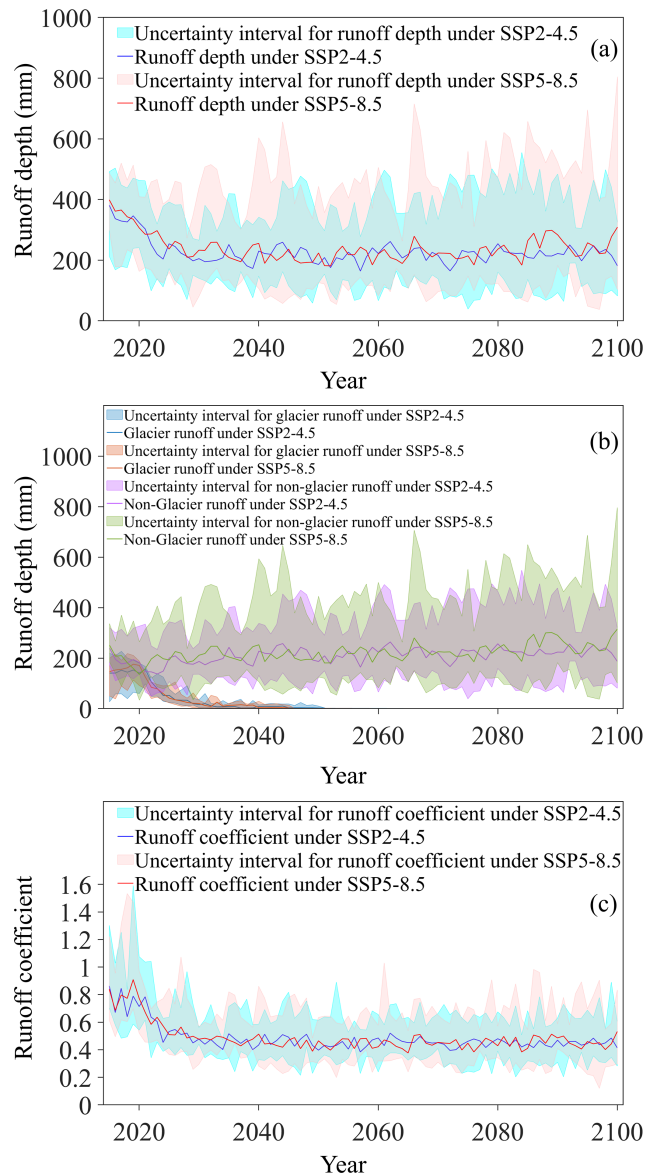 1000
Uncertainty interval for runoff depth under SSP2-4.5
Runoff depth under SSP2-4.5
(a)
Uncertainty interval for runoff depth under SSP5-8.5
Runoff depth under SSP5-8.5
800
600
400
200
0
Runoff depth (mm)
2020 2040 2060 2080 2100
Year
Uncertainty interval for glacier runoff under SSP2-4.5
Glacier runoff under SSP2-4.5
(b)
Uncertainty interval for glacier runoff under SSP5-8.5
Glacier runoff under SSP5-8.5
Uncertainty interval for non-glacier runoff under SSP2-4.5
Non-Glacier runoff under SSP2-4.5
Uncertainty interval for non-glacier runoff under SSP5-8.5
Non-Glacier runoff under SSP5-8.5
1000
800
600
400
200
0
Runoff depth (mm)
2020 2040 2060 2080 2100
Year
Uncertainty interval for runoff coefficient under SSP2-4.5
Runoff coefficient under SSP2-4.5
Uncertainty interval for runoff coefficient under SSP5-8.5
Runoff coefficient under SSP5-8.5
(c)
1.6
1.4
1.2
1
0.8
0.6
0.4
0.2
0
Runoff coefficient
2020 2040 2060 2080 2100
Year